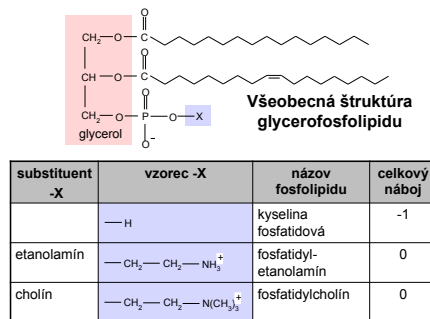 O
CH2 O C
O
CH O C
O
CH2 O P O X
glycerol
O-
Všeobecná štruktúra
glycerofosfolipidu
substituent -X vzorec -X názov fosfolipidu celkový náboj
—H kyselina fosfatidová -1
etanolamín —CH2—CH2—NH3+ fosfatidyl-etanolamín 0
cholín —CH2—CH2—N(CH3)3+ fosfatidylcholín 0